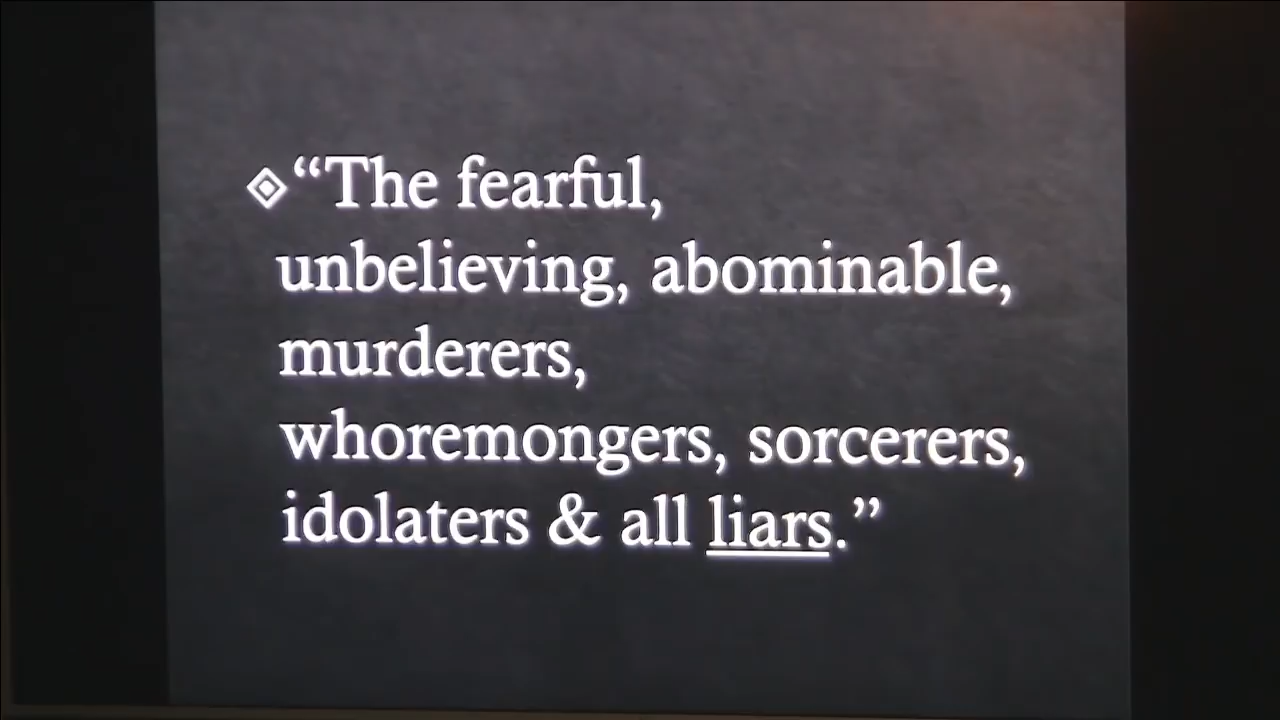 “The fearful,
unbelieving, abominable,
murderers,
whoremongers, sorcerers,
idolaters & all liars.”